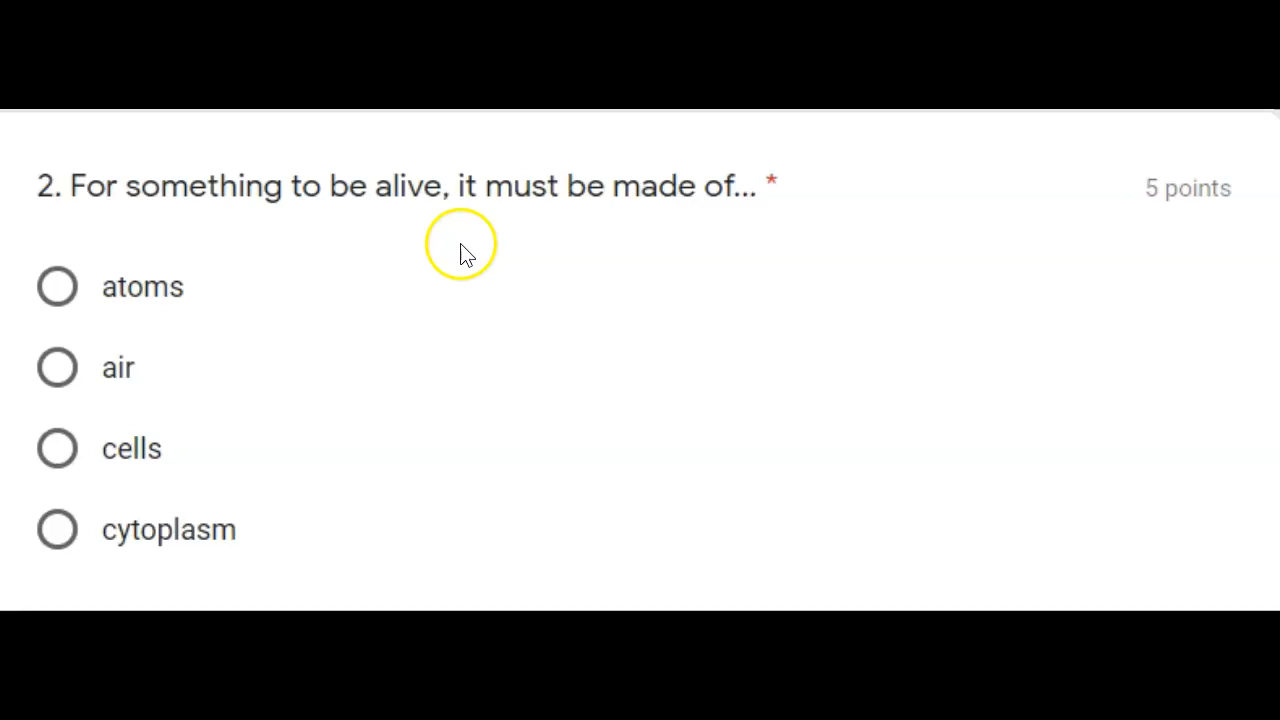 2. For something to be alive, it must be made of... * 5 points
atoms
air
cells
cytoplasm